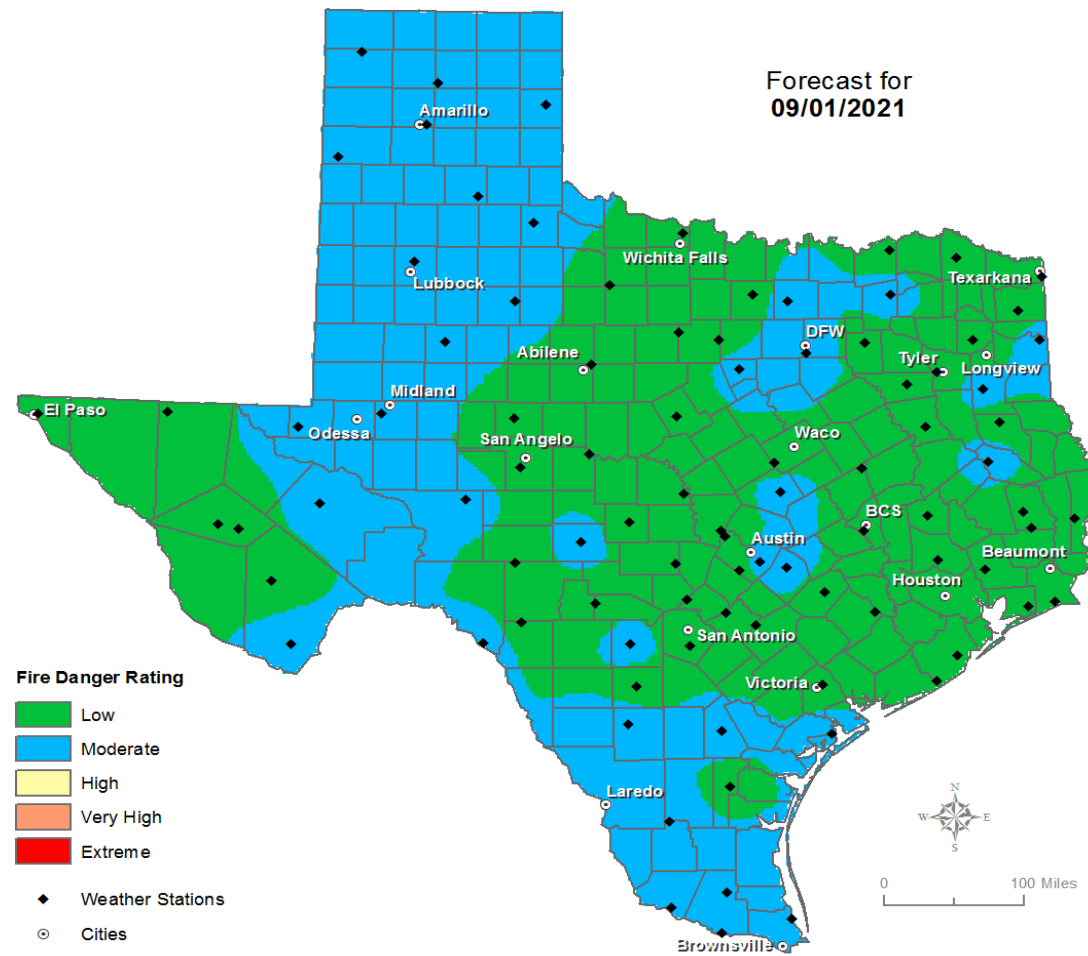 Forecast for
09/01/2021
Amarillo
Lubbock
Wichita Falls
Texarkana
DFW
Abilene
Tyler
Longview
Midland
El Paso
Odessa
San Angelo
Waco
BCS
Austin
Beaumont
Houston
San Antonio
Victoria
Laredo
Brownsville
Fire Danger Rating
Low
Moderate
High
Very High
Extreme
Weather Stations
Cities
N
W
E
S
0
100 Miles